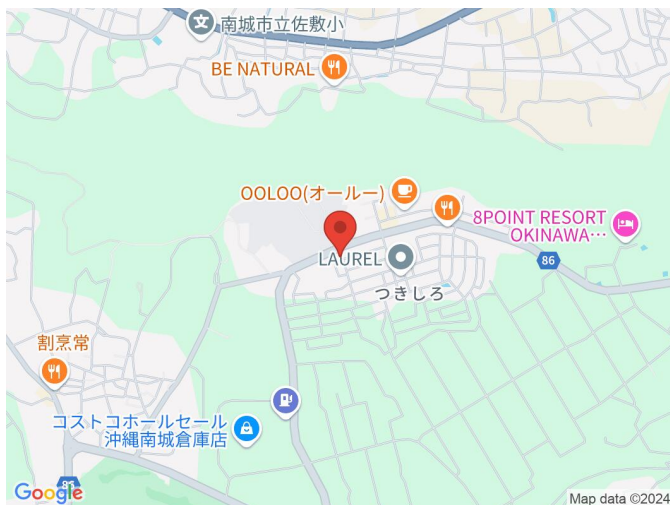 南城市立佐敷小
BE NATURAL
OOLOO(オールー)
8POINT RESORT
OKINAWA…
LAUREL
86
つきしろ
割烹常
コストコホールセール
沖縄南城倉庫店
86
Google
Map data ©2024